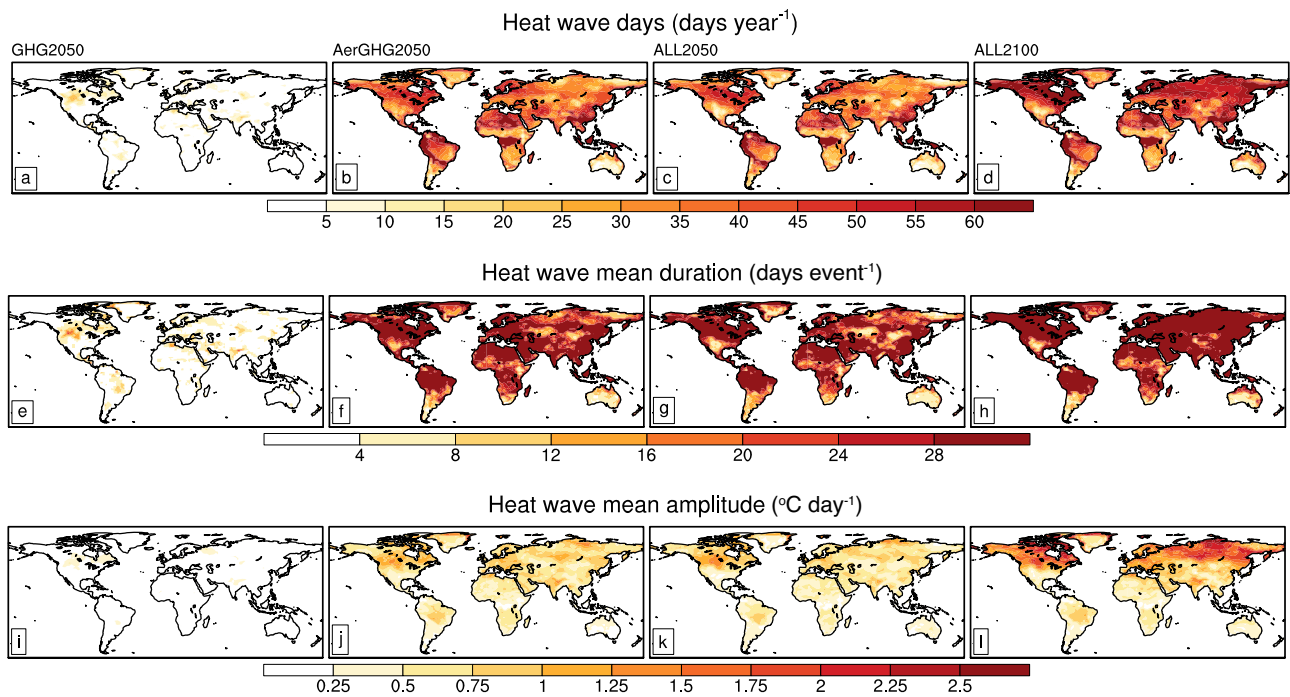 Heat wave days (days year⁻¹)
GHG2050 AerGHG2050 ALL2050 ALL2100
a b c d
5 10 15 20 25 30 35 40 45 50 55 60
Heat wave mean duration (days event⁻¹)
e f g h
4 8 12 16 20 24 28
Heat wave mean amplitude (°C day⁻¹)
i j k l
0.25 0.5 0.75 1 1.25 1.5 1.75 2 2.25 2.5